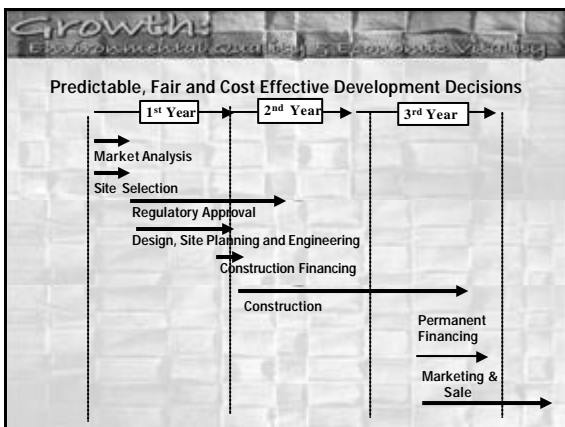 Growth:
Environmental Quality & Economic Vitality
Predictable, Fair and Cost Effective Development Decisions
1st Year
2nd Year
3rd Year
Market Analysis
Site Selection
Regulatory Approval
Design, Site Planning and Engineering
Construction Financing
Construction
Permanent
Financing
Marketing &
Sale